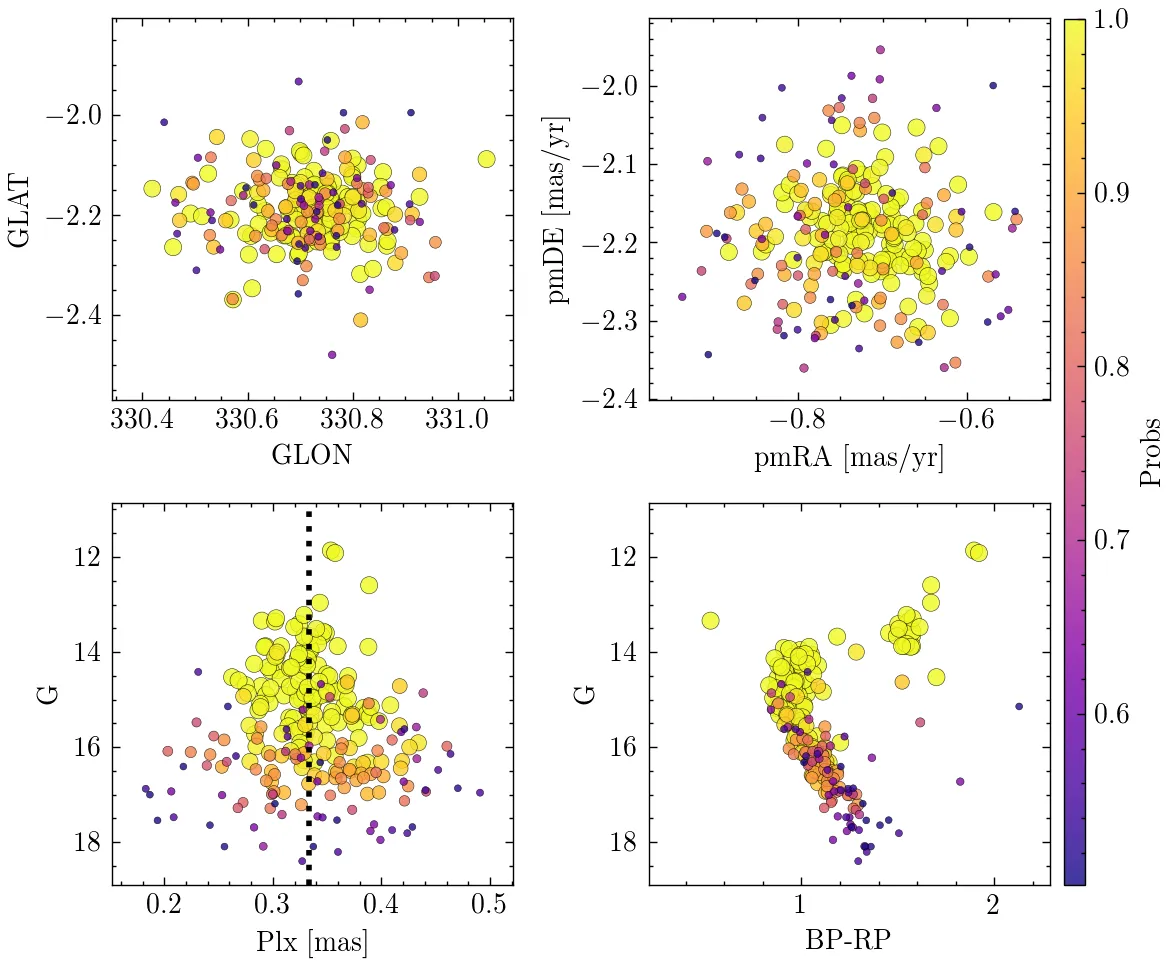 −2.0
−2.2
−2.4
GLAT
330.4 330.6 330.8 331.0
GLON
−2.0
−2.1
−2.2
−2.3
−2.4
pmDE [mas/yr]
−0.8 −0.6
pmRA [mas/yr]
12
14
16
18
G
0.2 0.3 0.4 0.5
Plx [mas]
12
14
16
18
G
1 2
BP-RP
1.0
0.9
0.8
0.7
0.6
Probs